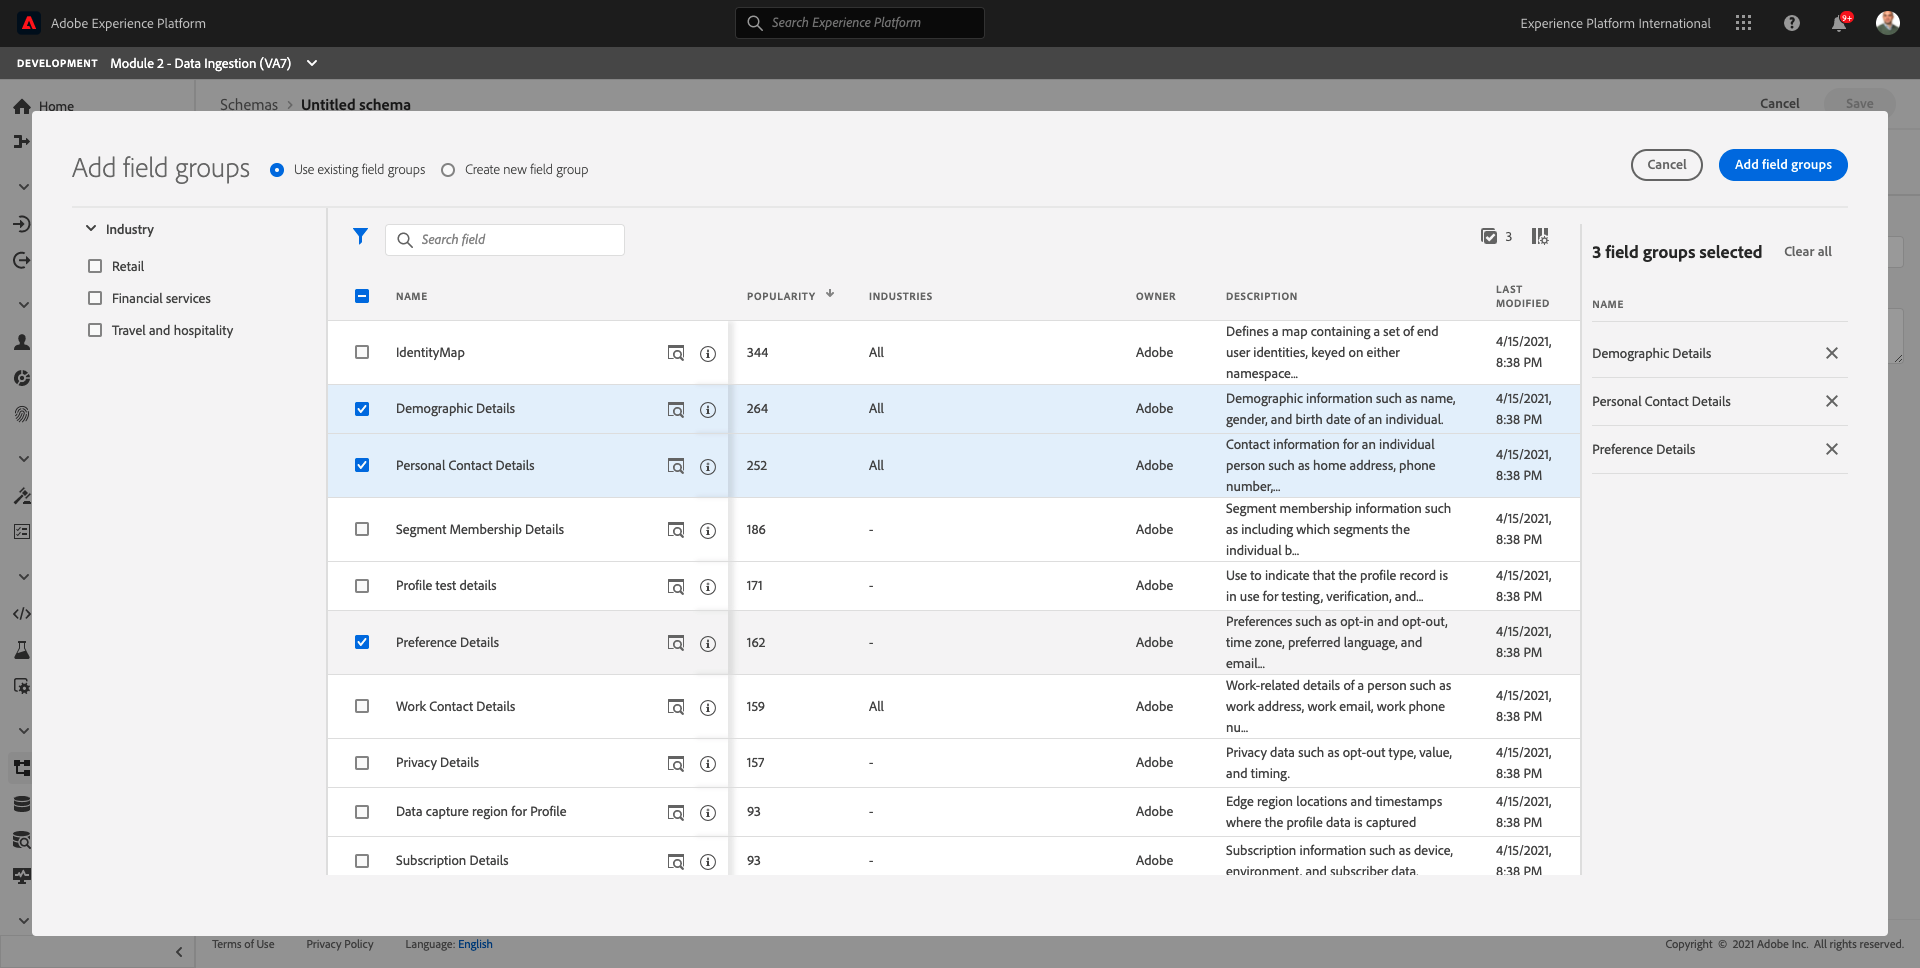 Adobe Experience Platform
Search Experience Platform
Experience Platform International
9+
DEVELOPMENT Module 2 - Data Ingestion (VA7)
Home
Schemas > Untitled schema
Cancel
Save
Add field groups
Use existing field groups
Create new field group
Cancel
Add field groups
Industry
Retail
Financial services
Travel and hospitality
Search field
3
NAME
POPULARITY
INDUSTRIES
OWNER
DESCRIPTION
LAST
MODIFIED
IdentityMap
344
All
Adobe
Defines a map containing a set of end
user identities, keyed on either
namespace...
4/15/2021,
8:38 PM
Demographic Details
264
All
Adobe
Demographic information such as name,
gender, and birth date of an individual.
4/15/2021,
8:38 PM
Personal Contact Details
252
All
Adobe
Contact information for an individual
person such as home address, phone
number,...
4/15/2021,
8:38 PM
Segment Membership Details
186
-
Adobe
Segment membership information such
as including which segments the
individual b...
4/15/2021,
8:38 PM
Profile test details
171
-
Adobe
Use to indicate that the profile record is
in use for testing, verification, and...
4/15/2021,
8:38 PM
Preference Details
162
-
Adobe
Preferences such as opt-in and opt-out,
time zone, preferred language, and
email...
4/15/2021,
8:38 PM
Work Contact Details
159
All
Adobe
Work-related details of a person such as
work address, work email, work phone
nu...
4/15/2021,
8:38 PM
Privacy Details
157
-
Adobe
Privacy data such as opt-out type, value,
and timing.
4/15/2021,
8:38 PM
Data capture region for Profile
93
-
Adobe
Edge region locations and timestamps
where the profile data is captured
4/15/2021,
8:38 PM
Subscription Details
93
-
Adobe
Subscription information such as device,
environment, and subscriber data.
4/15/2021,
8:38 PM
3 field groups selected
Clear all
NAME
Demographic Details
Personal Contact Details
Preference Details
Terms of Use
Privacy Policy
Language: English
Copyright © 2021 Adobe Inc. All rights reserved.